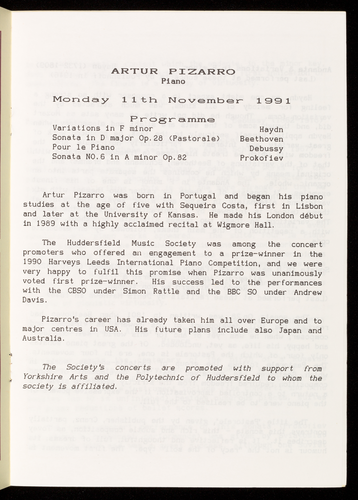 ARTUR PIZARRO
Piano
Monday 11th November 1991
Programme
Variations in F minor Haydn
Sonata in D major Op.28 (Pastorale) Beethoven
Pour le Piano Debussy
Sonata NO.6 in A minor Op.82 Prokofiev
Artur Pizarro was born in Portugal and began his piano
studies at the age of five with Sequeira Costa, first in Lisbon
and later at the University of Kansas. He made his London début
in 1989 with a highly acclaimed recital at Wigmore Hall.
The Huddersfield Music Society was among the concert
promoters who offered an engagement to a prize-winner in the
1990 Harveys Leeds International Piano Competition, and we were
very happy to fulfil this promise when Pizarro was unanimously
voted first prize-winner. His success led to the performances
with the CBSO under Simon Rattle and the BBC SO under Andrew
Davis.
Pizarro's career has already taken him all over Europe and to
major centres in USA. His future plans include also Japan and
Australia.
The Society's concerts are promoted with support from
Yorkshire Arts and the Polytechnic of Huddersfield to whom the
society is affiliated.